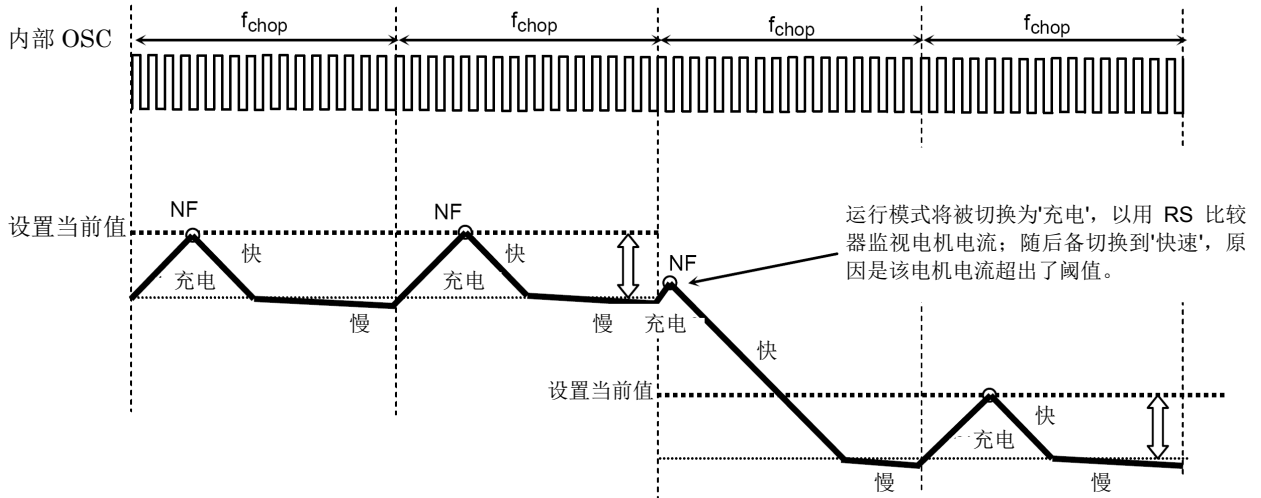 fchop fchop fchop fchop
内部 OSC
NF NF
设置当前值
快 快
充电 充电
慢 慢 充电
NF
运行模式将被切换为'充电', 以用 RS 比较
器监视电机电流; 随后备切换到'快速', 原
因是该电机电流超出了阈值。
快
设置当前值
快
充电
慢 慢